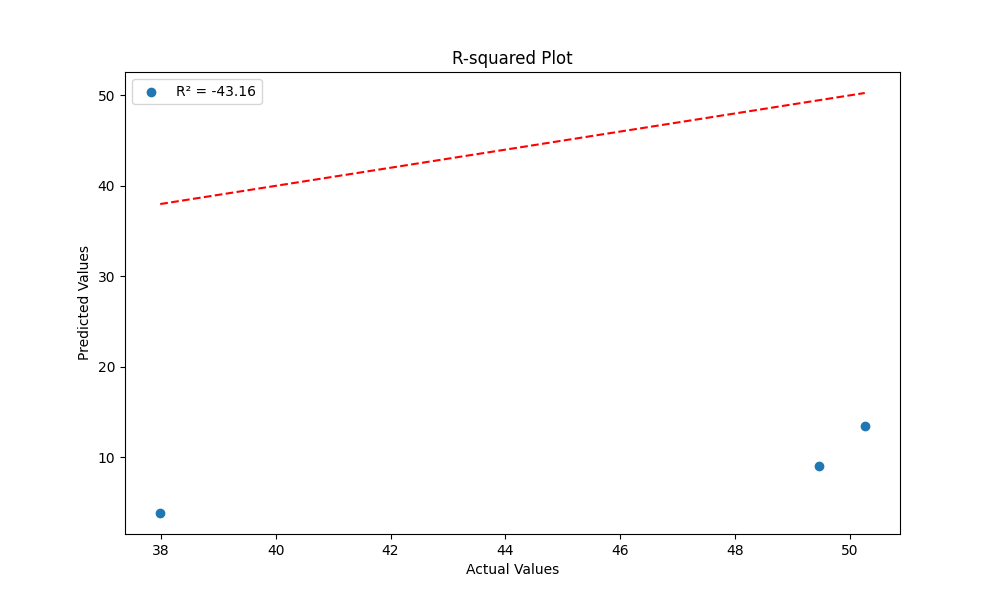 R-squared Plot
R² = -43.16
50
40
30
20
10
Predicted Values
38 40 42 44 46 48 50
Actual Values